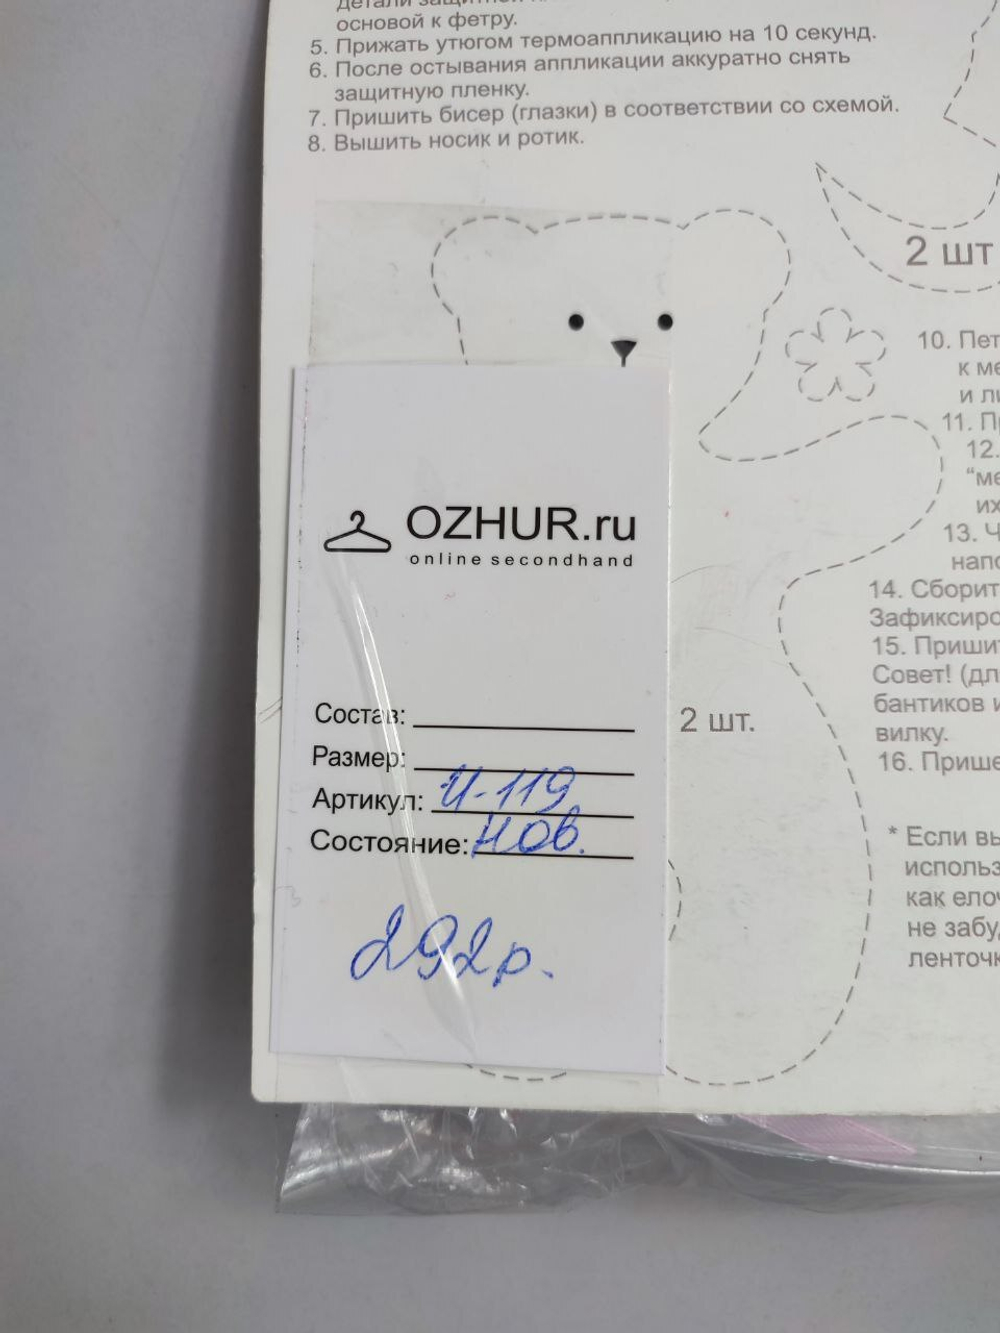 основой к фетру.
5. Прижать утюгом термоаппликацию на 10 секунд.
6. После остывания аппликации аккуратно снять
защитную пленку.
7. Пришить бисер (глазки) в соответствии со схемой.
8. Вышить носик и ротик.
2 шт
10. Пет
к ме
и ли
11. П
12.
"ме
их
13. Ч
напо
14. Сборит
Зафиксиро
15. Пришит
Совет! (дл
бантиков и
вилку.
16. Прише
2 шт.
* Если вы
использ
как елоч
не забу
ленточк
OZHUR.ru
online secondhand
Состав:
Размер:
Артикул: И-119
Состояние: Нов.
292р.